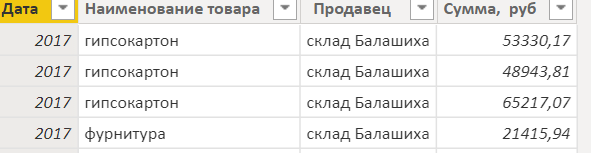 Дата Наименование товара Продавец Сумма, руб
2017 гипсокартон склад Балашиха 53330,17
2017 гипсокартон склад Балашиха 48943,81
2017 гипсокартон склад Балашиха 65217,07
2017 фурнитура склад Балашиха 21415,94